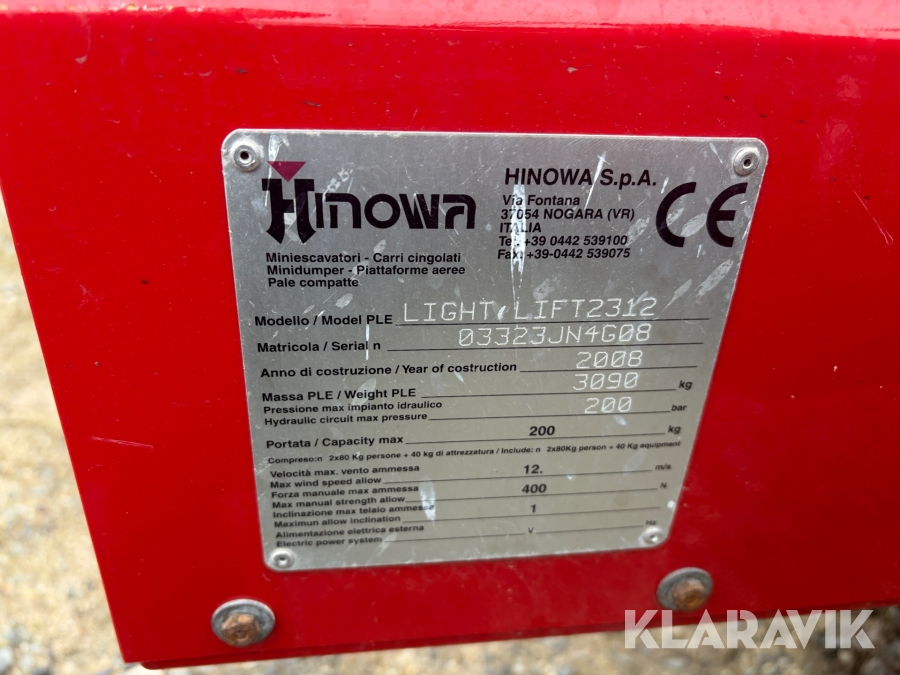 HINOWA
HINOWA S.p.A.
Via Fontana
37054 NOGARA (VR)
ITALIA
Tel. +39 0442 539100
Fax: +39-0442 539075
CE
Miniescavatori - Carri cingolati
Minidumper - Piattaforme aeree
Pale compatte
Modello / Model PLE LIGHT LIFT2312
Matricola / Serial n 03323JN4G08
Anno di costruzione / Year of costruction 2008
Massa PLE / Weight PLE 3090 kg
Pressione max impianto idraulico
Hydraulic circuit max pressure 200 bar
Portata / Capacity max 200 kg
Compreso:n 2x80 Kg persone + 40 kg di attrezzatura / Include: n 2x80Kg person + 40 Kg equipment
Velocità max. vento ammessa
Max wind speed allow 12. m/s
Forza manuale max ammessa
Max manual strength allow 400 N
Inclinazione max telaio ammessa
Maximun allow inclination 1
Alimentazione elettrica esterna
Electric power system V Hz
KLARAVIK